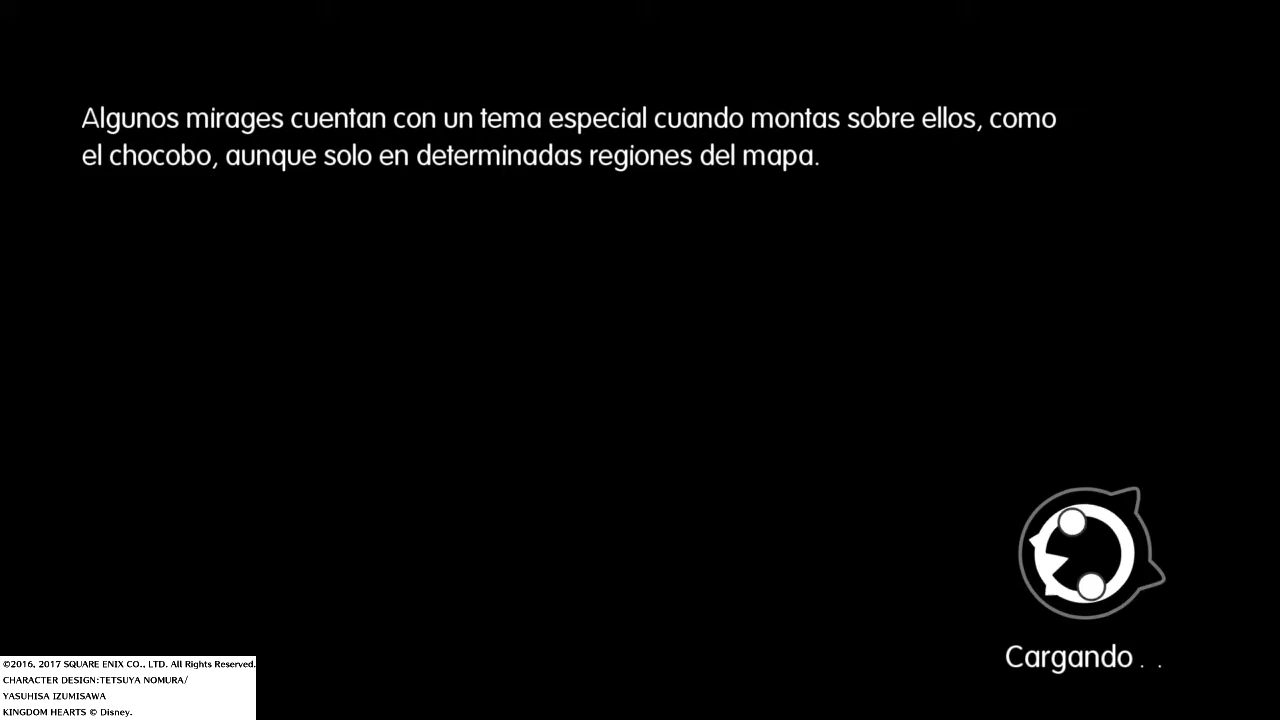 Algunos mirages cuentan con un tema especial cuando montas sobre ellos, como
el chocobo, aunque solo en determinadas regiones del mapa.
Cargando . .
©2016, 2017 SQUARE ENIX CO., LTD. All Rights Reserved.
CHARACTER DESIGN:TETSUYA NOMURA/
YASUHISA IZUMISAWA
KINGDOM HEARTS © Disney.